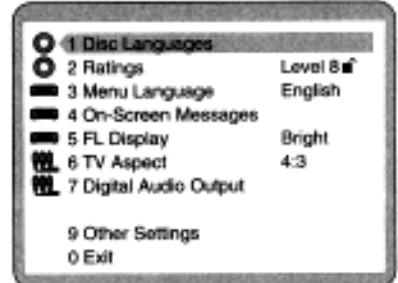 1 Disc Languages
2 Ratings Level 8
3 Menu Language English
4 On-Screen Messages
5 FL Display Bright
6 TV Aspect 4:3
7 Digital Audio Output
9 Other Settings
0 Exit